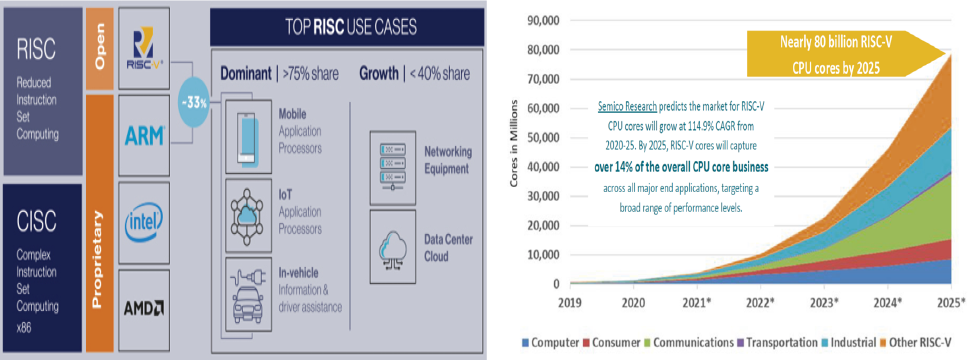 RISC
Reduced
Instruction
Set
Computing
CISC
Complex
Instruction
Set
Computing
x86
Open
Proprietary
RISC-V®
ARM
intel
AMD
~33%
TOP RISC USE CASES
Dominant | >75% share
Mobile
Application
Processors
IoT
Application
Processors
In-vehicle
Information &
driver assistance
Growth | < 40% share
Networking
Equipment
Data Center
Cloud
90,000
80,000
70,000
60,000
50,000
40,000
30,000
20,000
10,000
0
Cores in Millions
Nearly 80 billion RISC-V
CPU cores by 2025
Semico Research predicts the market for RISC-V
CPU cores will grow at 114.9% CAGR from
2020-25. By 2025, RISC-V cores will capture
over 14% of the overall CPU core business
across all major end applications, targeting a
broad range of performance levels.
2019 2020 2021* 2022* 2023* 2024* 2025*
Computer Consumer Communications Transportation Industrial Other RISC-V